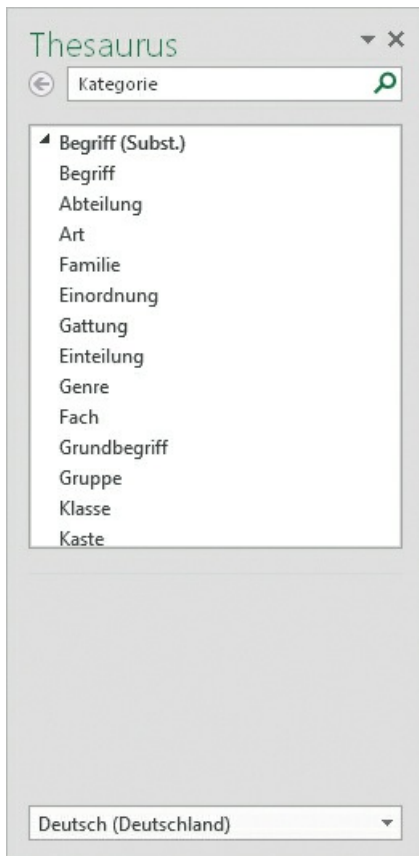 Thesaurus
Kategorie
Begriff (Subst.)
Begriff
Abteilung
Art
Familie
Einordnung
Gattung
Einteilung
Genre
Fach
Grundbegriff
Gruppe
Klasse
Kaste
Deutsch (Deutschland)